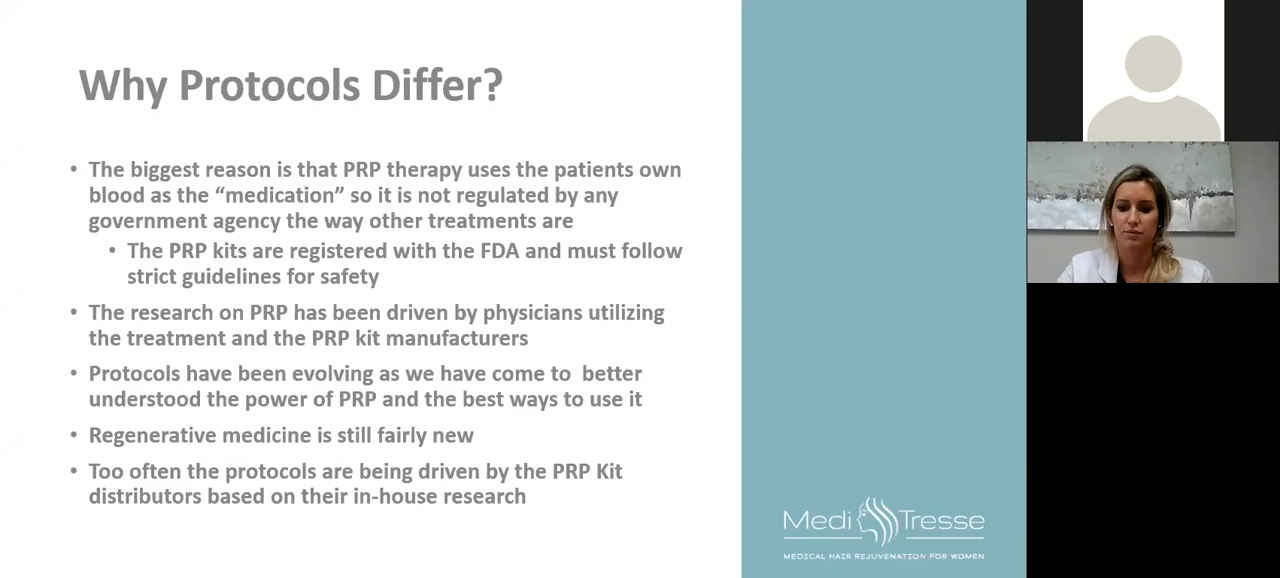 Why Protocols Differ?
• The biggest reason is that PRP therapy uses the patients own
blood as the “medication” so it is not regulated by any
government agency the way other treatments are
• The PRP kits are registered with the FDA and must follow
strict guidelines for safety
• The research on PRP has been driven by physicians utilizing
the treatment and the PRP kit manufacturers
• Protocols have been evolving as we have come to  better
understood the power of PRP and the best ways to use it
• Regenerative medicine is still fairly new
• Too often the protocols are being driven by the PRP Kit
distributors based on their in-house research
Medi Tresse
MEDICAL HAIR REJUVENATION FOR WOMEN